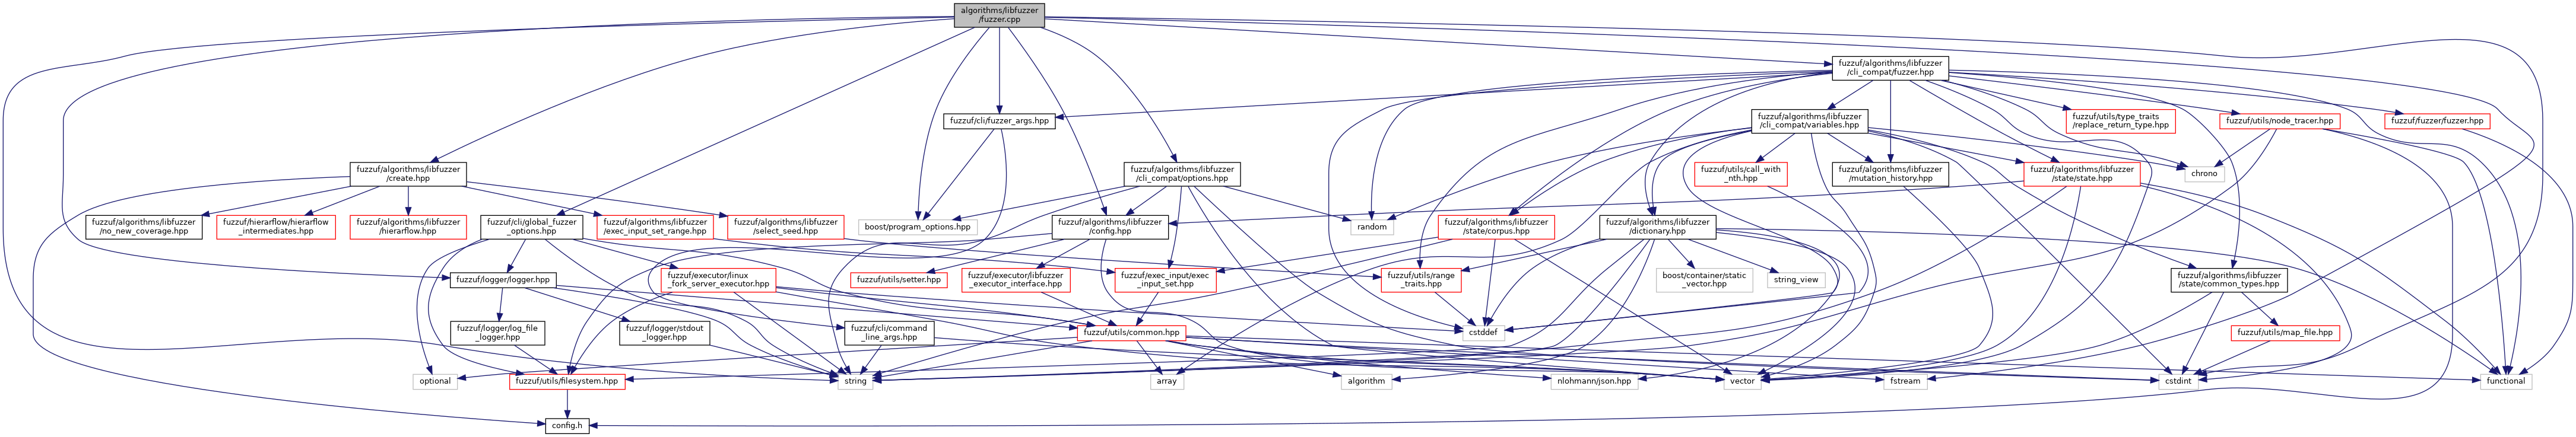 algorithms/libfuzzer
/fuzzer.cpp
fuzzuf/algorithms/libfuzzer
/cli_compat/fuzzer.hpp
fuzzuf/cli/fuzzer_args.hpp
fuzzuf/algorithms/libfuzzer
/cli_compat/variables.hpp
fuzzuf/utils/type_traits
/replace_return_type.hpp
fuzzuf/utils/node_tracer.hpp
fuzzuf/fuzzer/fuzzer.hpp
fuzzuf/algorithms/libfuzzer
/create.hpp
fuzzuf/algorithms/libfuzzer
/cli_compat/options.hpp
fuzzuf/utils/call_with
_nth.hpp
fuzzuf/algorithms/libfuzzer
/mutation_history.hpp
fuzzuf/algorithms/libfuzzer
/state/state.hpp
chrono
fuzzuf/algorithms/libfuzzer
/no_new_coverage.hpp
fuzzuf/hierarflow/hierarflow
_intermediates.hpp
fuzzuf/algorithms/libfuzzer
/hierarflow.hpp
fuzzuf/cli/global_fuzzer
_options.hpp
fuzzuf/algorithms/libfuzzer
/exec_input_set_range.hpp
fuzzuf/algorithms/libfuzzer
/select_seed.hpp
boost/program_options.hpp
fuzzuf/algorithms/libfuzzer
/config.hpp
random
fuzzuf/algorithms/libfuzzer
/state/corpus.hpp
fuzzuf/algorithms/libfuzzer
/dictionary.hpp
fuzzuf/logger/logger.hpp
fuzzuf/executor/linux
_fork_server_executor.hpp
fuzzuf/utils/setter.hpp
fuzzuf/executor/libfuzzer
_executor_interface.hpp
fuzzuf/exec_input/exec
_input_set.hpp
fuzzuf/utils/range
_traits.hpp
boost/container/static
_vector.hpp
string_view
fuzzuf/algorithms/libfuzzer
/state/common_types.hpp
fuzzuf/logger/log_file
_logger.hpp
fuzzuf/logger/stdout
_logger.hpp
fuzzuf/cli/command
_line_args.hpp
fuzzuf/utils/common.hpp
cstddef
fuzzuf/utils/map_file.hpp
optional
fuzzuf/utils/filesystem.hpp
string
array
algorithm
nlohmann/json.hpp
vector
fstream
cstdint
functional
config.h